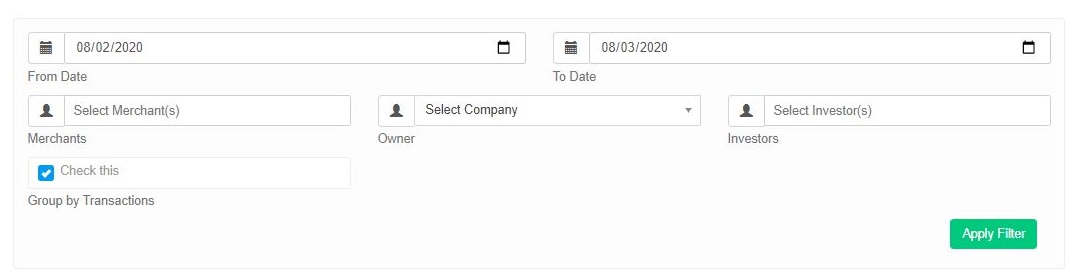 08/02/2020
08/03/2020
From Date
To Date
Select Merchant(s)
Select Company
Select Investor(s)
Merchants
Owner
Investors
Check this
Group by Transactions
Apply Filter